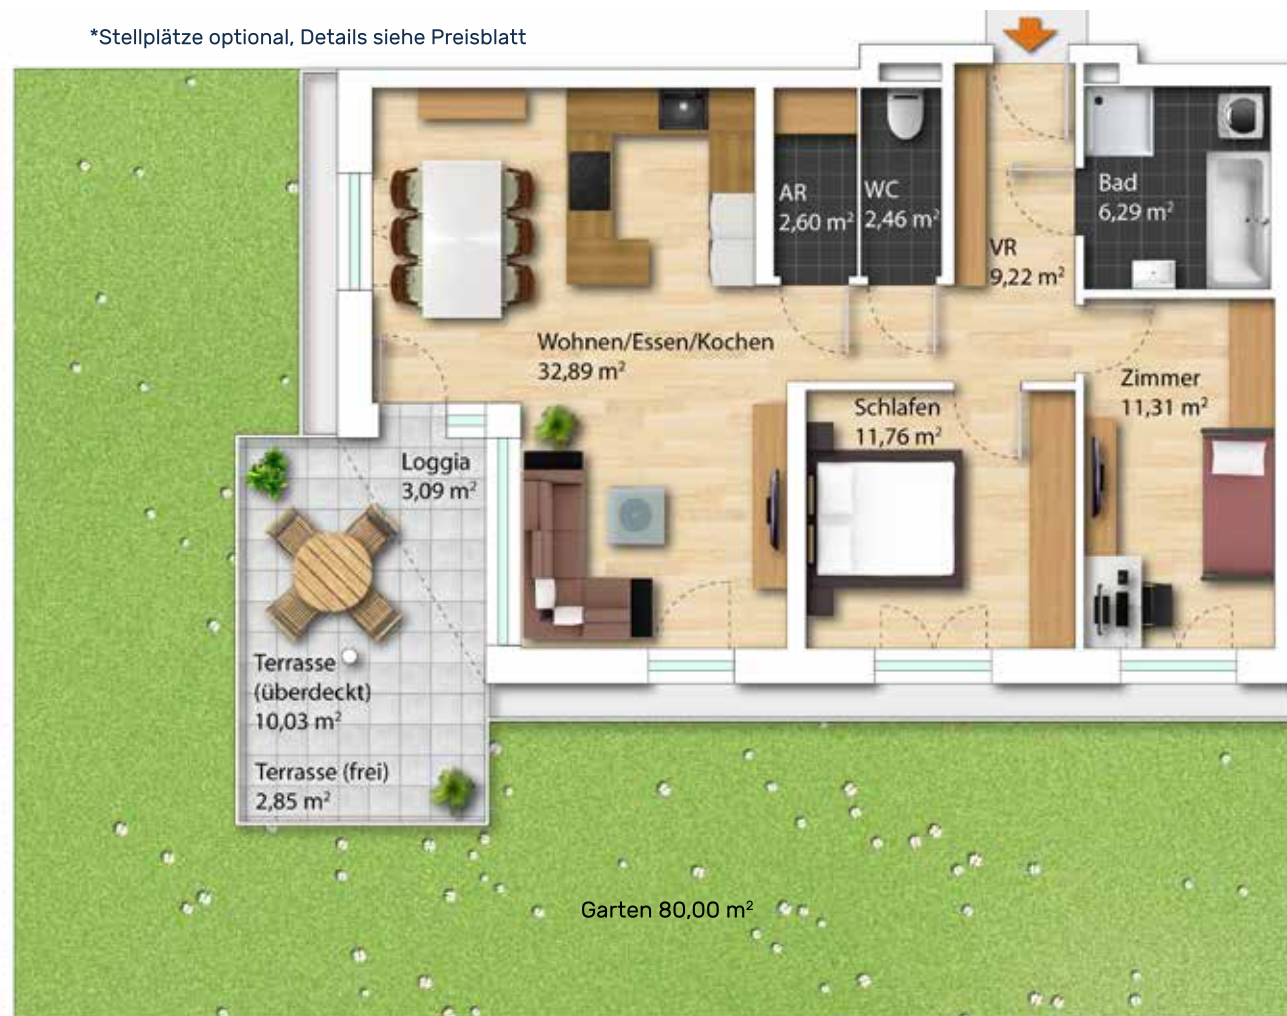 *Stellplätze optional, Details siehe Preisblatt
AR
2,60 m²
WC
2,46 m²
Bad
6,29 m²
VR
9,22 m²
Wohnen/Essen/Kochen
32,89 m²
Zimmer
11,31 m²
Schlafen
11,76 m²
Loggia
3,09 m²
Terrasse
(überdeckt)
10,03 m²
Terrasse (frei)
2,85 m²
Garten 80,00 m²